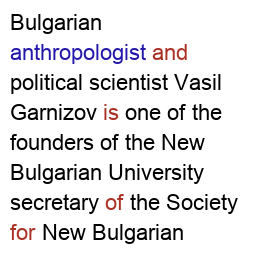 Bulgarian
anthropologist and
political scientist Vasil
Garnizov is one of the
founders of the New
Bulgarian University
secretary of the Society
for New Bulgarian